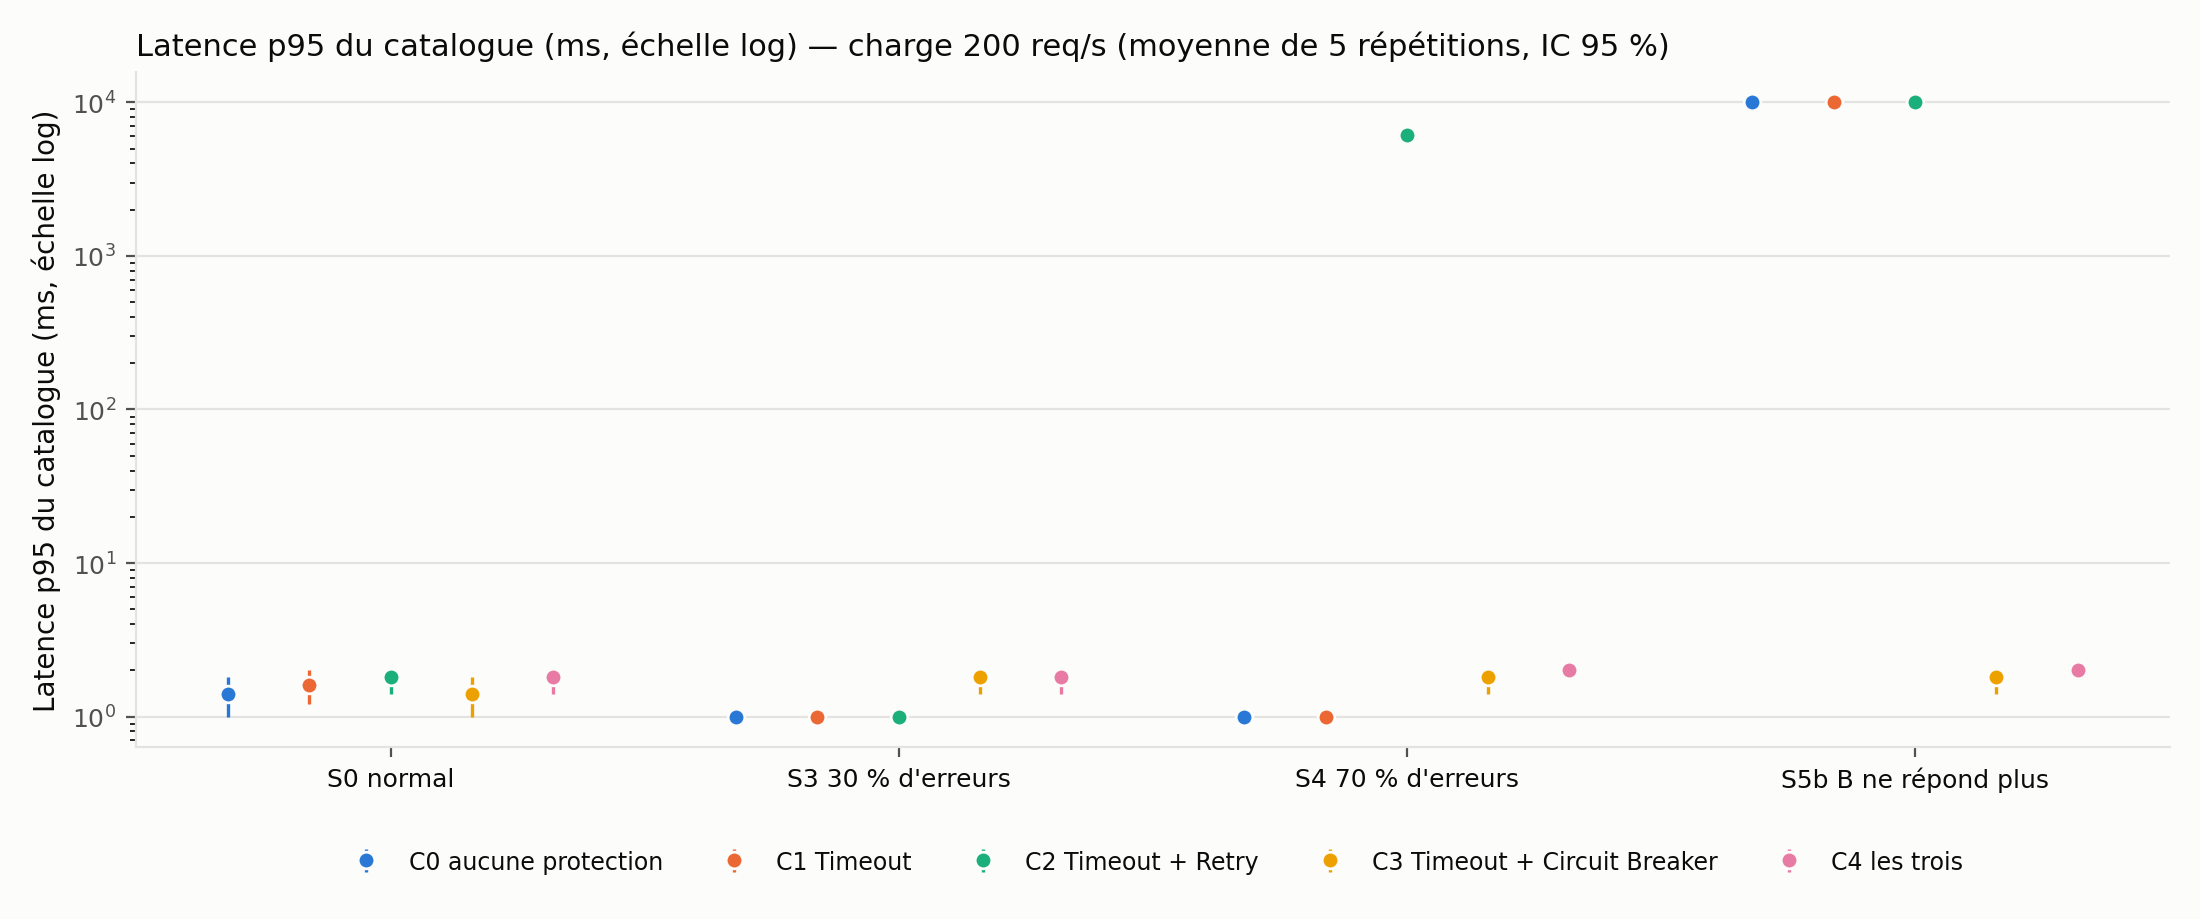 Latence p95 du catalogue (ms, échelle log) — charge 200 req/s (moyenne de 5 répétitions, IC 95 %)
Latence p95 du catalogue (ms, échelle log)
10⁴
10³
10²
10¹
10⁰
S0 normal
S3 30 % d'erreurs
S4 70 % d'erreurs
S5b B ne répond plus
C0 aucune protection
C1 Timeout
C2 Timeout + Retry
C3 Timeout + Circuit Breaker
C4 les trois